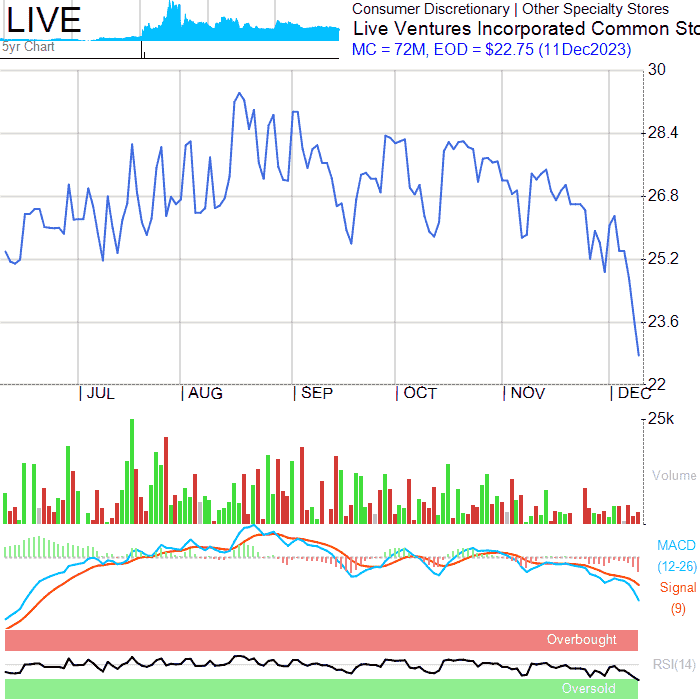 LIVE
5yr Chart
Consumer Discretionary | Other Specialty Stores
Live Ventures Incorporated Common Sto
MC = 72M, EOD = $22.75 (11Dec2023)
30
28.4
26.8
25.2
23.6
22
JUL AUG SEP OCT NOV DEC
25k
Volume
MACD
(12-26)
Signal
(9)
Overbought
RSI(14)
Oversold